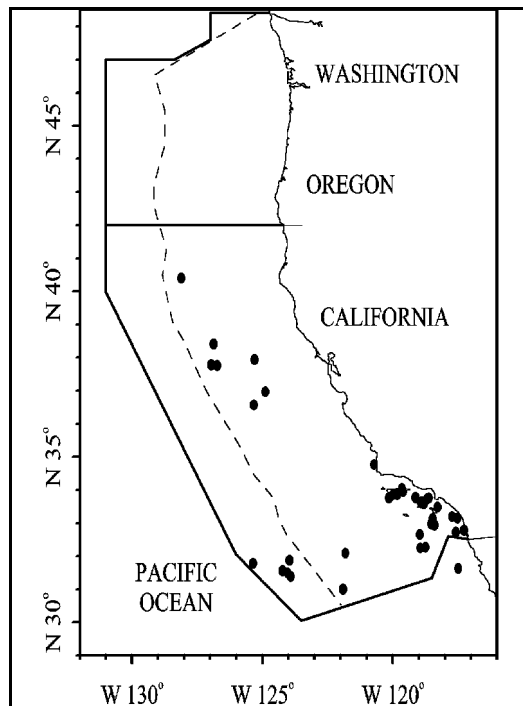 WASHINGTON
N 45°
OREGON
N 40°
CALIFORNIA
N 35°
PACIFIC
OCEAN
N 30°
W 130° W 125° W 120°